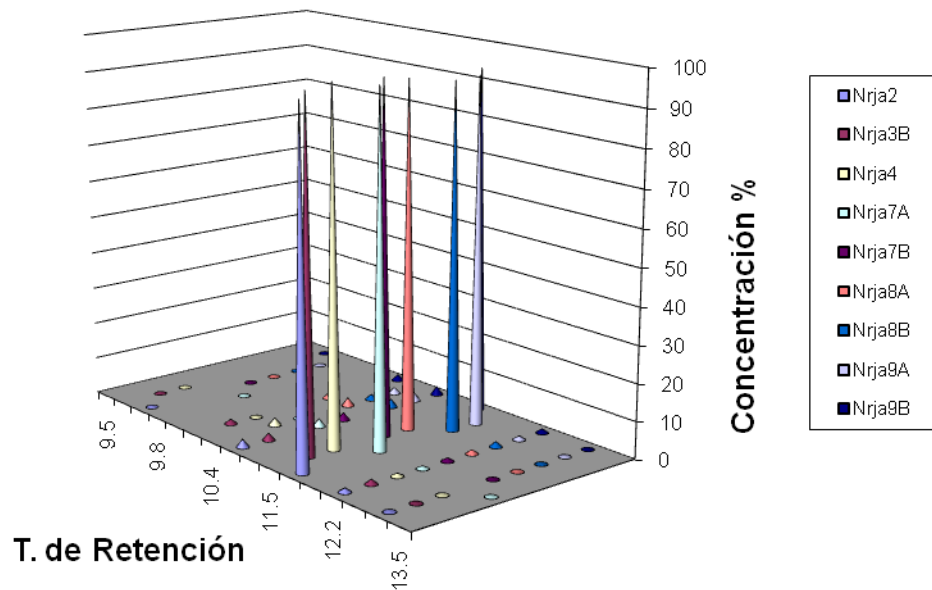 100
90
80
70
60
50
40
30
20
10
0
Concentración %
9.5
9.8
10.4
11.5
12.2
13.5
T. de Retención
Nrja2
Nrja3B
Nrja4
Nrja7A
Nrja7B
Nrja8A
Nrja8B
Nrja9A
Nrja9B